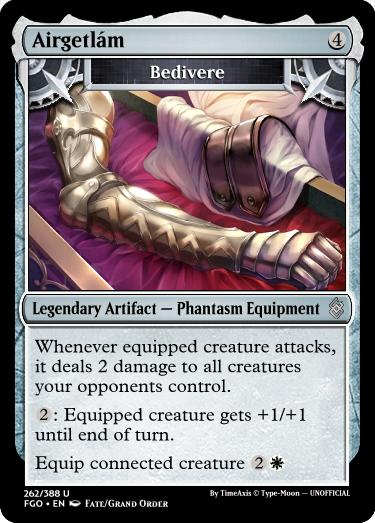 Airgetlám 4
Bedivere
Legendary Artifact — Phantasm Equipment
Whenever equipped creature attacks,
it deals 2 damage to all creatures
your opponents control.
2: Equipped creature gets +1/+1
until end of turn.
Equip connected creature 2
262/388 U
FGO • EN Fate/Grand Order
By TimeAxis © Type-Moon — UNOFFICIAL